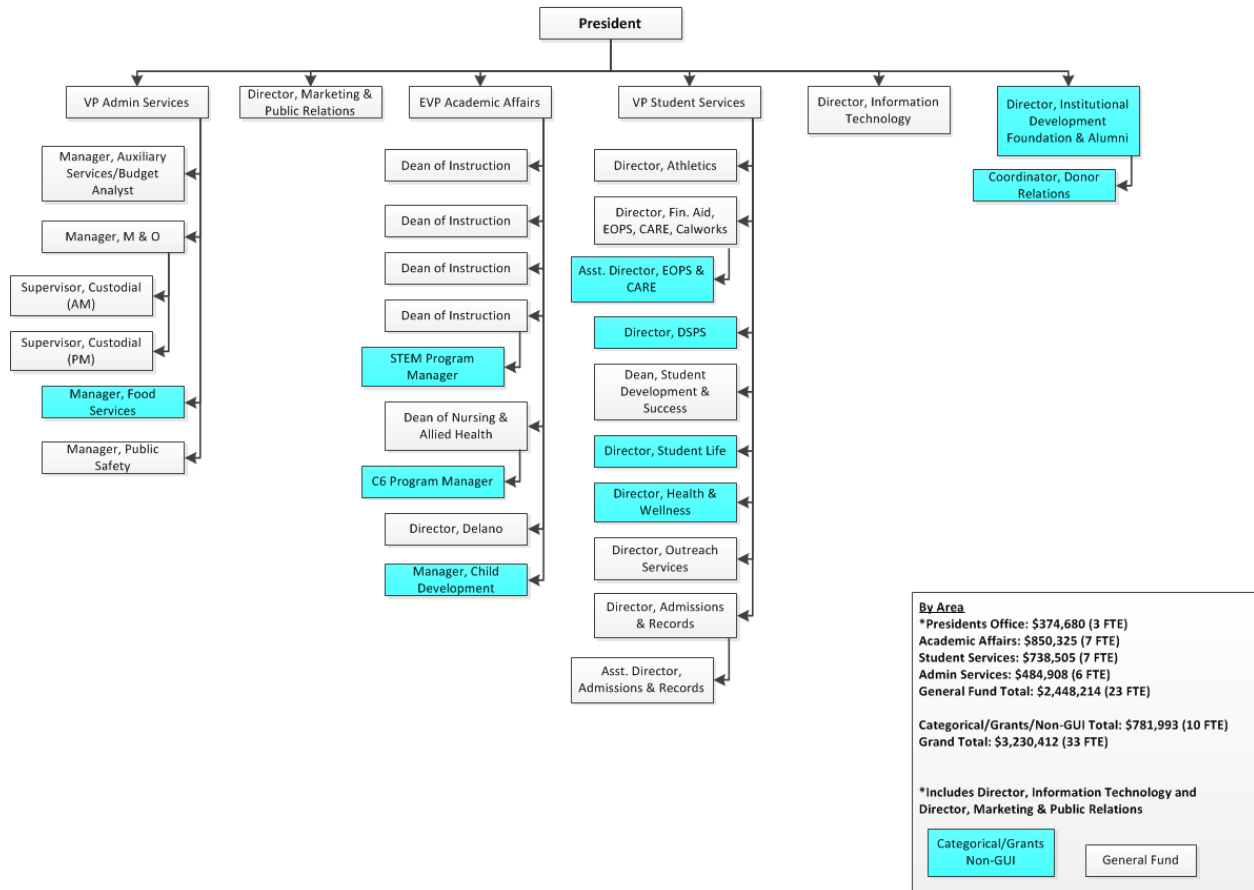 President
VP Admin Services
Director, Marketing &
Public Relations
EVP Academic Affairs
VP Student Services
Director, Information
Technology
Director, Institutional
Development
Foundation & Alumni
Manager, Auxiliary
Services/Budget
Analyst
Manager, M & O
Supervisor, Custodial
(AM)
Supervisor, Custodial
(PM)
Manager, Food
Services
Manager, Public
Safety
Dean of Instruction
Dean of Instruction
Dean of Instruction
Dean of Instruction
STEM Program
Manager
Dean of Nursing &
Allied Health
C6 Program Manager
Director, Delano
Manager, Child
Development
Director, Athletics
Director, Fin. Aid,
EOPS, CARE, Calworks
Asst. Director, EOPS &
CARE
Director, DSPS
Dean, Student
Development &
Success
Director, Student Life
Director, Health &
Wellness
Director, Outreach
Services
Director, Admissions
& Records
Asst. Director,
Admissions & Records
Coordinator, Donor
Relations
By Area
*Presidents Office: $374,680 (3 FTE)
Academic Affairs: $850,325 (7 FTE)
Student Services: $738,505 (7 FTE)
Admin Services: $484,908 (6 FTE)
General Fund Total: $2,448,214 (23 FTE)
Categorical/Grants/Non-GUI Total: $781,993 (10 FTE)
Grand Total: $3,230,412 (33 FTE)
*Includes Director, Information Technology and
Director, Marketing & Public Relations
Categorical/Grants
Non-GUI
General Fund